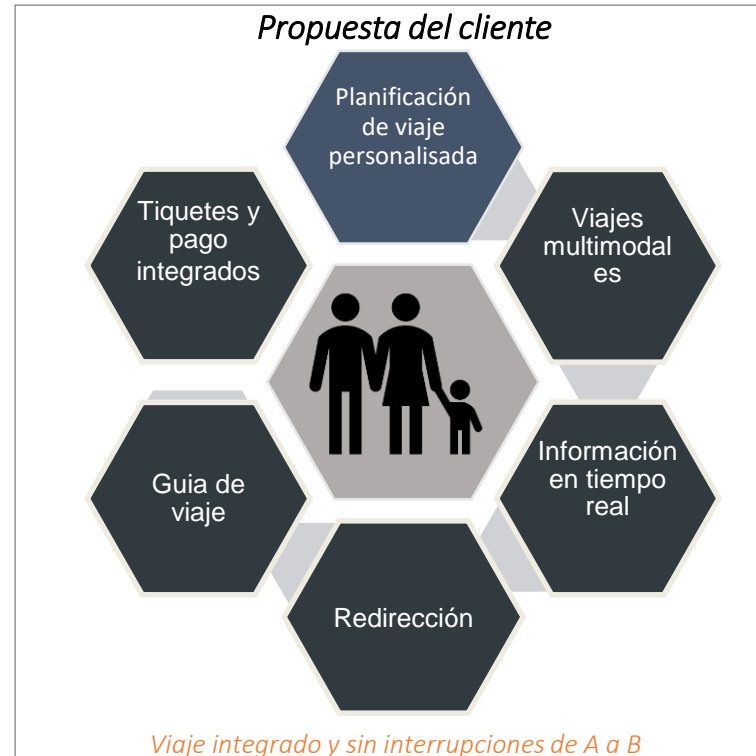 Propuesta del cliente
Planificación
de viaje
personalisada
Tiquetes y
pago
integrados
Viajes
multimodal
es
Guia de
viaje
Información
en tiempo
real
Redirección
Viaje integrado y sin interrupciones de A a B